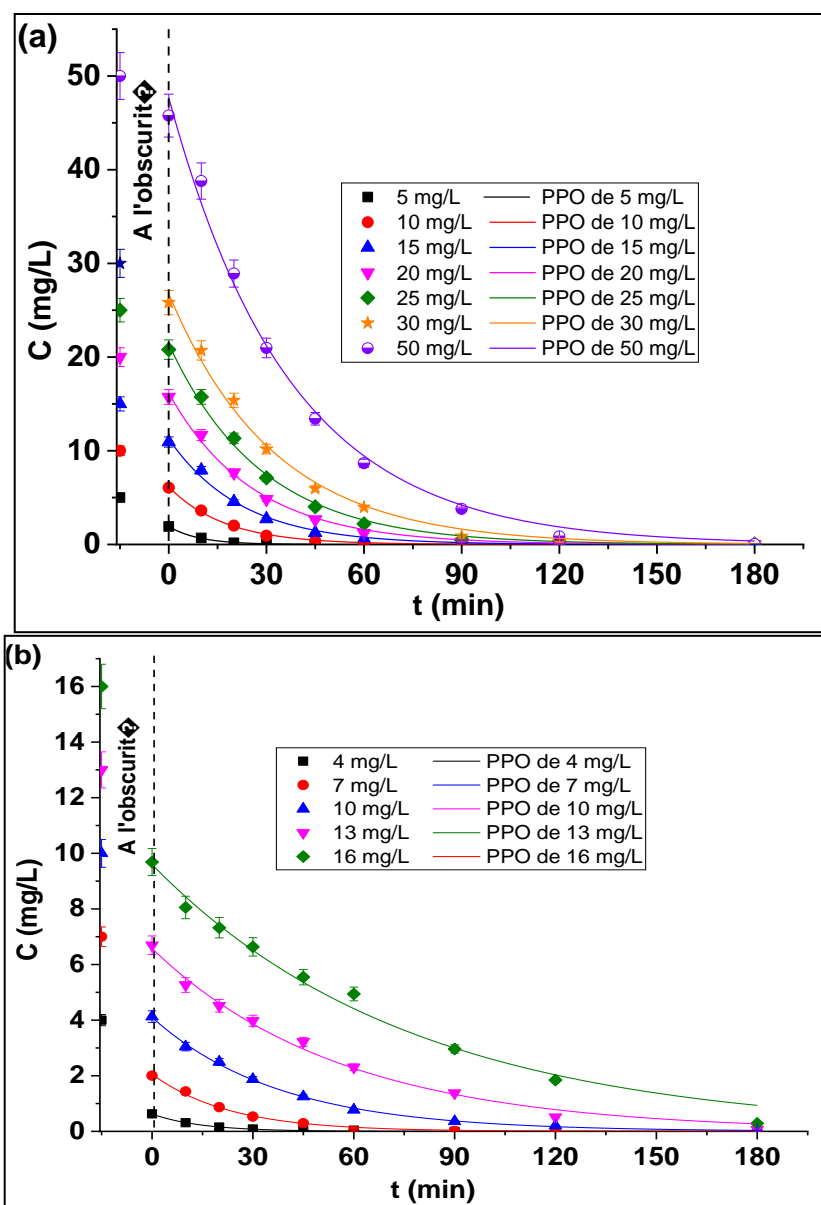 (a)
50
40
30
20
10
0
C (mg/L)
A l'obscurit�
5 mg/L PPO de 5 mg/L
10 mg/L PPO de 10 mg/L
15 mg/L PPO de 15 mg/L
20 mg/L PPO de 20 mg/L
25 mg/L PPO de 25 mg/L
30 mg/L PPO de 30 mg/L
50 mg/L PPO de 50 mg/L
0 30 60 90 120 150 180
t (min)
(b)
16
14
12
10
8
6
4
2
0
C (mg/L)
A l'obscurit�
4 mg/L PPO de 4 mg/L
7 mg/L PPO de 7 mg/L
10 mg/L PPO de 10 mg/L
13 mg/L PPO de 13 mg/L
16 mg/L PPO de 16 mg/L
0 30 60 90 120 150 180
t (min)